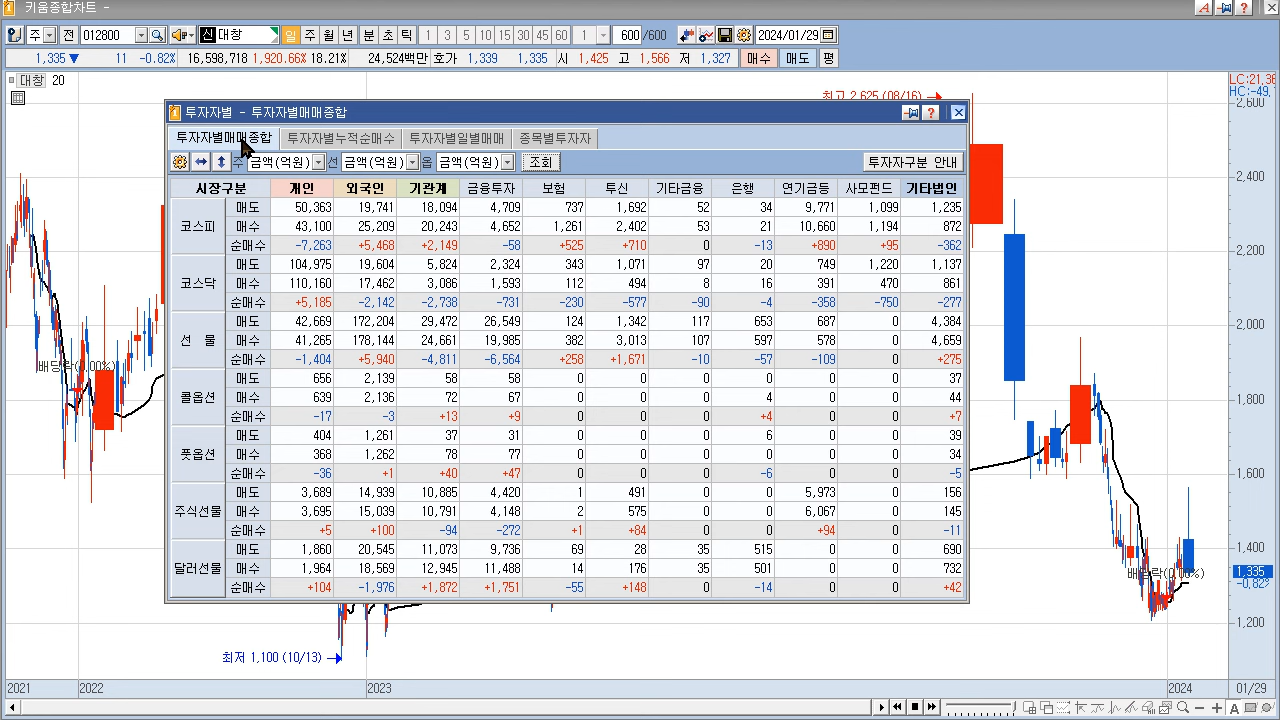 키움종합차트 -
주 전 012800 신 대창 일 주 월 년 분 초 틱 1 3 5 10 15 30 45 60 1 600 /600 2024/01/29
1,335 ▼ 11 -0.82% 16,598,718 1,920.66% 18.21% 24,524백만 호가 1,339 1,335 시 1,425 고 1,566 저 1,327 매수 매도 평
대창 20
LC:21,36
HC:-49,
최고 2,625 (08/16)
투자자별 - 투자자별매매종합
투자자별매매종합 투자자별누적순매수 투자자별일별매매 종목별투자자
주 금액(억원) 선 금액(억원) 옵 금액(억원) 조회 투자자구분 안내
시장구분 개인 외국인 기관계 금융투자 보험 투신 기타금융 은행 연기금등 사모펀드 기타법인
코스피
매도 50,363 19,741 18,094 4,709 737 1,692 52 34 9,771 1,099 1,235
매수 43,100 25,209 20,243 4,652 1,261 2,402 53 21 10,660 1,194 872
순매수 -7,263 +5,468 +2,149 -58 +525 +710 0 -13 +890 +95 -362
코스닥
매도 104,975 19,604 5,824 2,324 343 1,071 97 20 749 1,220 1,137
매수 110,160 17,462 3,086 1,593 112 494 8 16 391 470 861
순매수 +5,185 -2,142 -2,738 -731 -230 -577 -90 -4 -358 -750 -277
선 물
매도 42,669 172,204 29,472 26,549 124 1,342 117 653 687 0 4,384
매수 41,265 178,144 24,661 19,985 382 3,013 107 597 578 0 4,659
순매수 -1,404 +5,940 -4,811 -6,564 +258 +1,671 -10 -57 -109 0 +275
콜옵션
매도 656 2,139 58 58 0 0 0 0 0 0 37
매수 639 2,136 72 67 0 0 0 4 0 0 44
순매수 -17 -3 +13 +9 0 0 0 +4 0 0 +7
풋옵션
매도 404 1,261 37 31 0 0 0 6 0 0 39
매수 368 1,262 78 77 0 0 0 0 0 0 34
순매수 -36 +1 +40 +47 0 0 0 -6 0 0 -5
주식선물
매도 3,689 14,939 10,885 4,420 1 491 0 0 5,973 0 156
매수 3,695 15,039 10,791 4,148 2 575 0 0 6,067 0 145
순매수 +5 +100 -94 -272 +1 +84 0 0 +94 0 -11
달러선물
매도 1,860 20,545 11,073 9,736 69 28 35 515 0 0 690
매수 1,964 18,569 12,945 11,488 14 176 35 501 0 0 732
순매수 +104 -1,976 +1,872 +1,751 -55 +148 0 -14 0 0 +42
배당락(0.00%)
배당락(0.00%)
2,600
2,400
2,200
2,000
1,800
1,600
1,400
1,335
-0.82%
1,200
최저 1,100 (10/13)
2021 2022 2023 2024 01/29
A